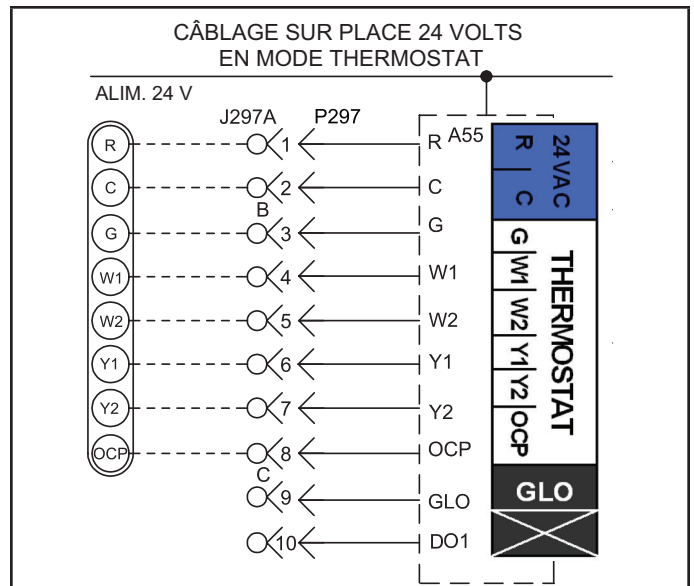 CÂBLAGE SUR PLACE 24 VOLTS
EN MODE THERMOSTAT
ALIM. 24 V
J297A P297
R 1 R A55
C 2 C
B
G 3 G
W1 4 W1
W2 5 W2
Y1 6 Y1
Y2 7 Y2
OCP 8 OCP
C
9 GLO
10 DO1
24VAC
R C
THERMOSTAT
G W1 W2 Y1 Y2 OCP
GLO